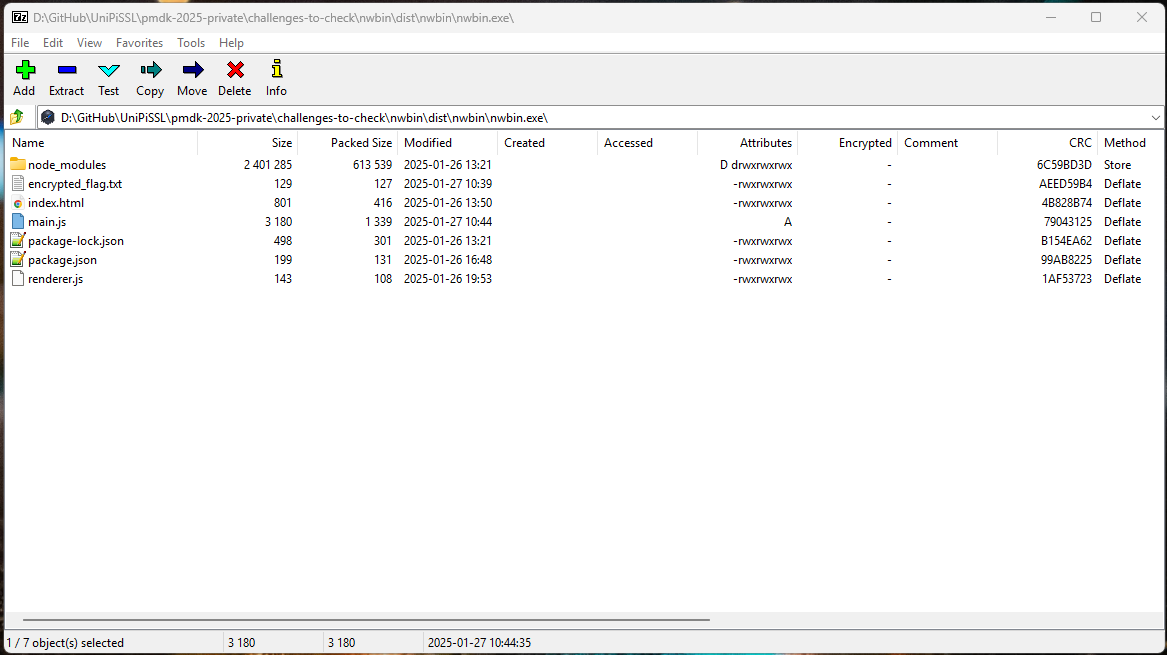 D:\GitHub\UniPiSSL\pmdk-2025-private\challenges-to-check\nwbin\dist\nwbin\nwbin.exe\
File Edit View Favorites Tools Help
Add Extract Test Copy Move Delete Info
D:\GitHub\UniPiSSL\pmdk-2025-private\challenges-to-check\nwbin\dist\nwbin\nwbin.exe\
Name Size Packed Size Modified Created Accessed Attributes Encrypted Comment CRC Method
node_modules 2 401 285 613 539 2025-01-26 13:21 D drwxrwxrwx - 6C59BD3D Store
encrypted_flag.txt 129 127 2025-01-27 10:39 -rwxrwxrwx - AEED59B4 Deflate
index.html 801 416 2025-01-26 13:50 -rwxrwxrwx - 4B828B74 Deflate
main.js 3 180 1 339 2025-01-27 10:44 A - 79043125 Deflate
package-lock.json 498 301 2025-01-26 13:21 -rwxrwxrwx - B154EA62 Deflate
package.json 199 131 2025-01-26 16:48 -rwxrwxrwx - 99AB8225 Deflate
renderer.js 143 108 2025-01-26 19:53 -rwxrwxrwx - 1AF53723 Deflate
1 / 7 object(s) selected 3 180 3 180 2025-01-27 10:44:35